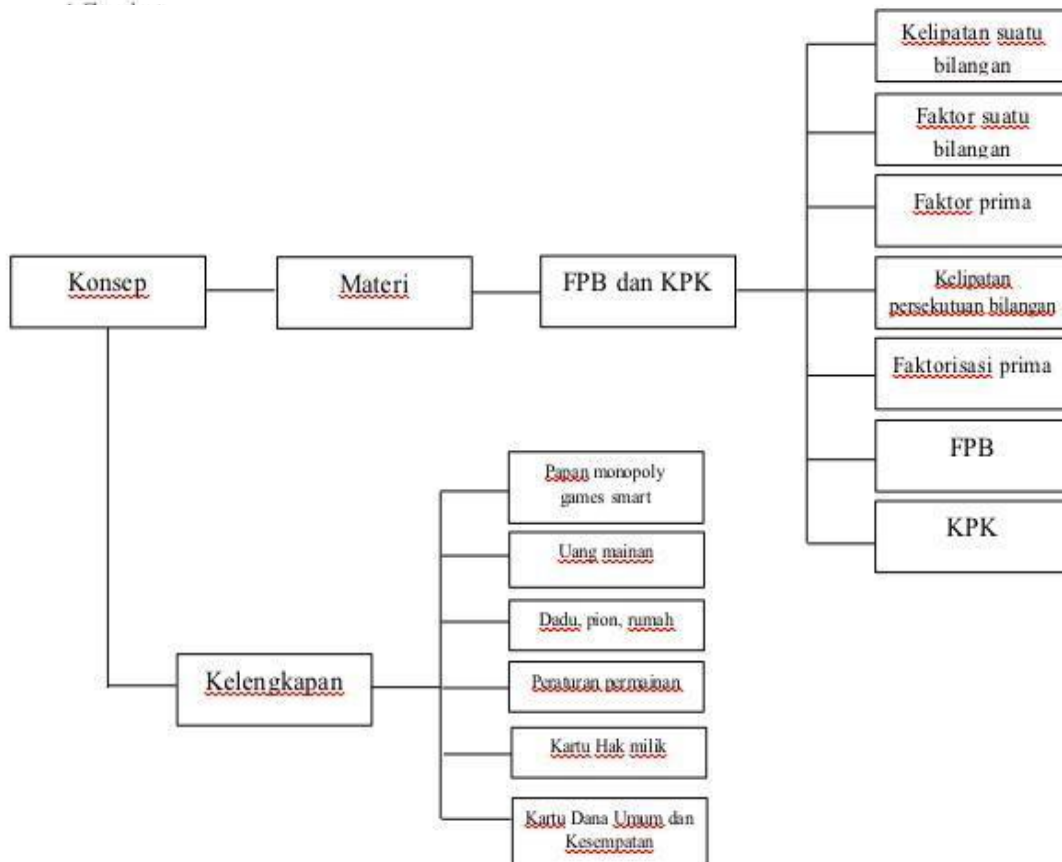 Kelipatan suatu
bilangan
Faktor suatu
bilangan
Faktor prima
Konsep
Materi
FPB dan KPK
Kelipatan
persekutuan bilangan
Faktorisasi prima
FPB
KPK
Papan monopoly
games smart
Uang mainan
Dadu, pion, rumah
Kelengkapan
Peraturan permainan
Kartu Hak milik
Kartu Dana Umum dan
Kesempatan